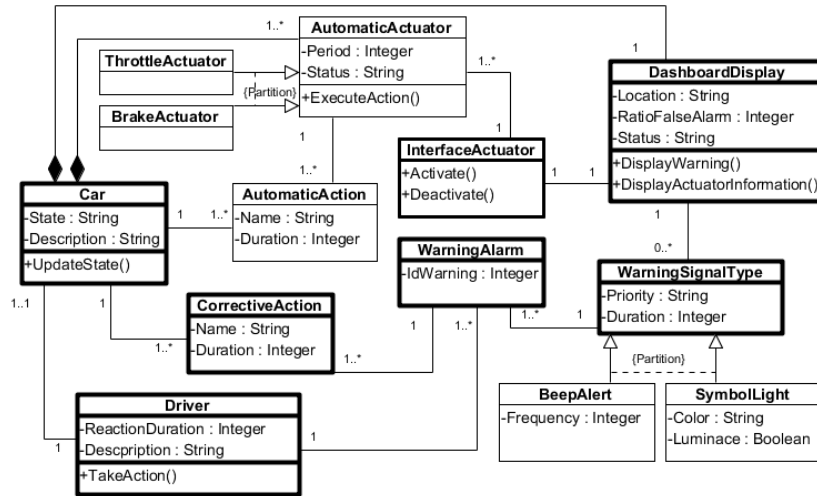 AutomaticActuator
-Period : Integer
-Status : String
+ExecuteAction()
1..*
1
ThrottleActuator
{Partition}
BrakeActuator
1..*
1
DashboardDisplay
-Location : String
-RatioFalseAlarm : Integer
-Status : String
+DisplayWarning()
+DisplayActuatorInformation()
1
1..*
1
InterfaceActuator
+Activate()
+Deactivate()
1
1
Car
-State : String
-Description : String
+UpdateState()
1
1..*
AutomaticAction
-Name : String
-Duration : Integer
WarningAlarm
-IdWarning : Integer
1
0..*
WarningSignalType
-Priority : String
-Duration : Integer
1..1
1
1..*
CorrectiveAction
-Name : String
-Duration : Integer
1..*
1
1..*
1..*
1
{Partition}
BeepAlert
-Frequency : Integer
SymbolLight
-Color : String
-Luminace : Boolean
Driver
-ReactionDuration : Integer
-Descpription : String
+TakeAction()
1
1